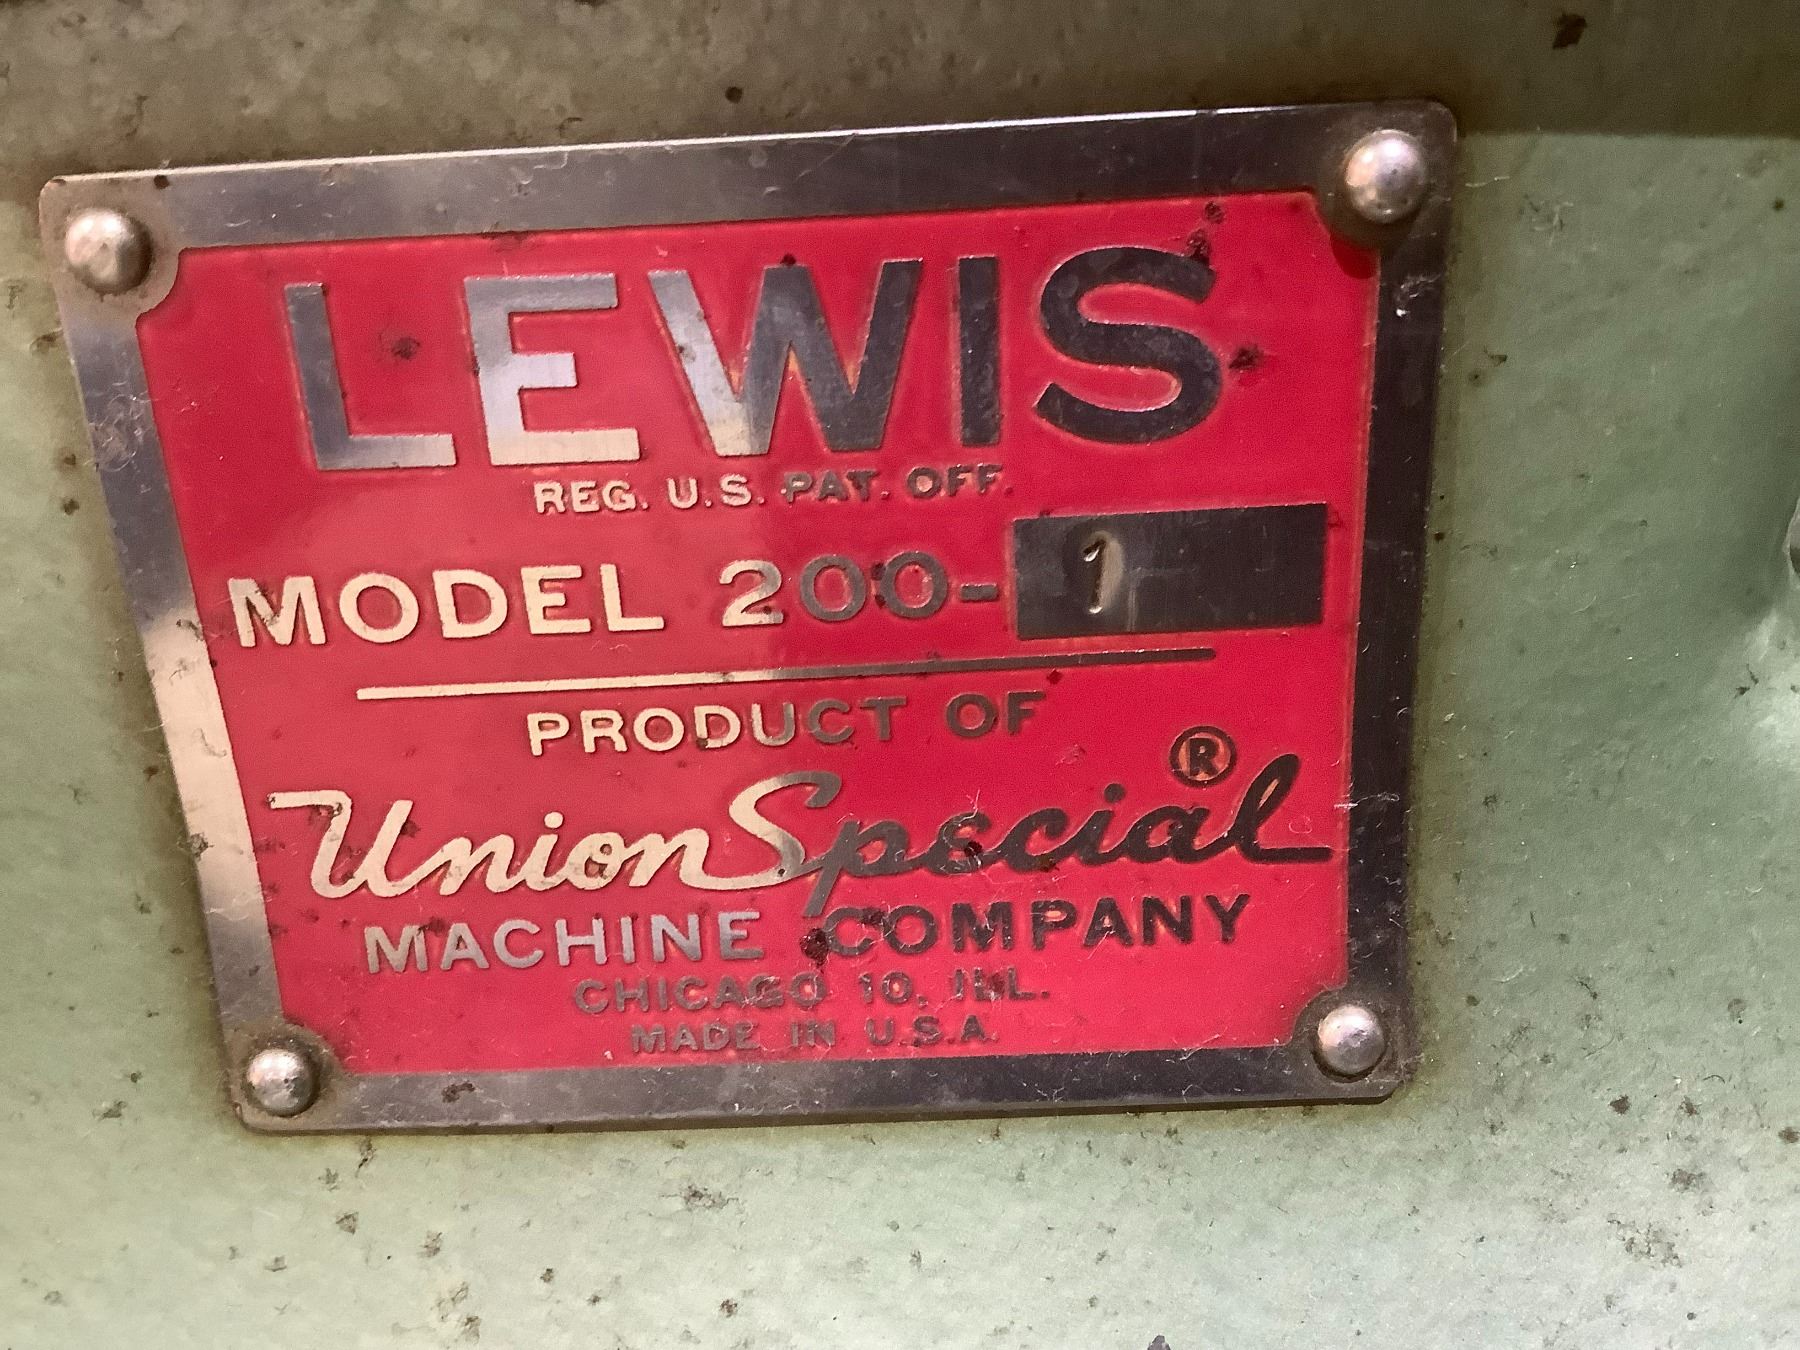 LEWIS
REG. U.S. PAT. OFF.
MODEL 200-1
PRODUCT OF
Union Special ®
MACHINE COMPANY
CHICAGO 10, ILL.
MADE IN U.S.A.